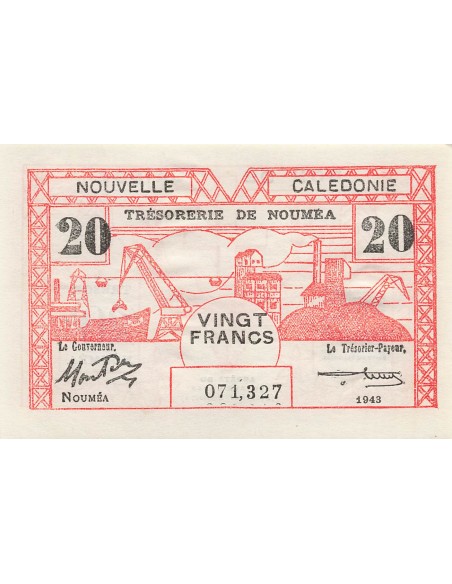 NOUVELLE CALEDONIE
20 TRÉSORERIE DE NOUMÉA 20
VINGT
FRANCS
Le Gouverneur, Le Trésorier-Payeur,
071,327
NOUMÉA 1943